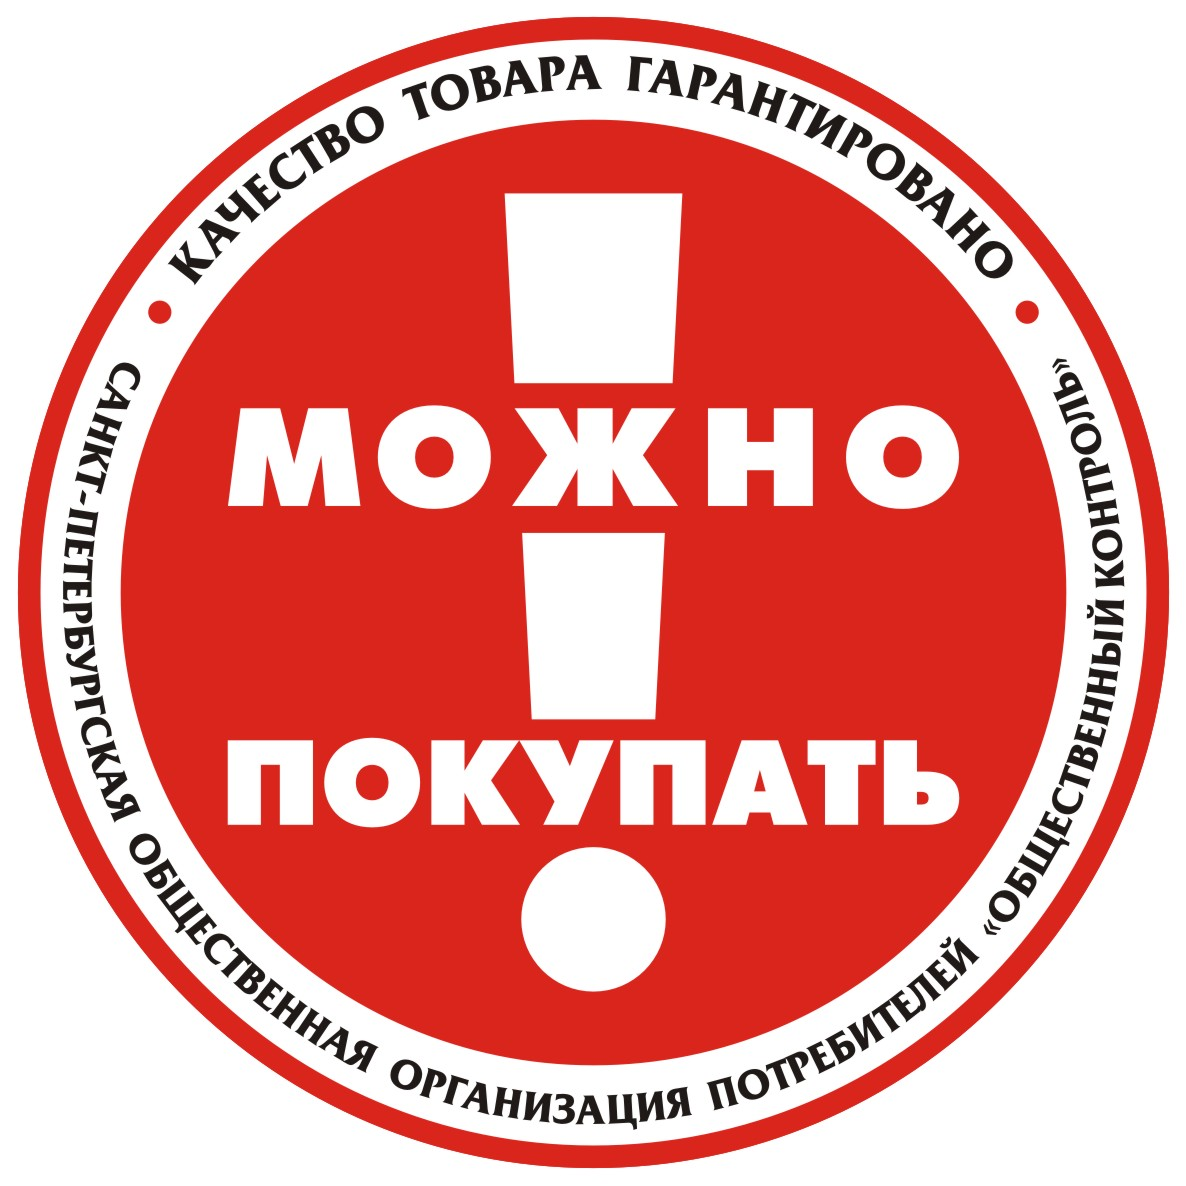 КАЧЕСТВО ТОВАРА ГАРАНТИРОВАНО
МОЖНО
ПОКУПАТЬ
САНКТ-ПЕТЕРБУРГСКАЯ ОБЩЕСТВЕННАЯ ОРГАНИЗАЦИЯ ПОТРЕБИТЕЛЕЙ «ОБЩЕСТВЕННЫЙ КОНТРОЛЬ»